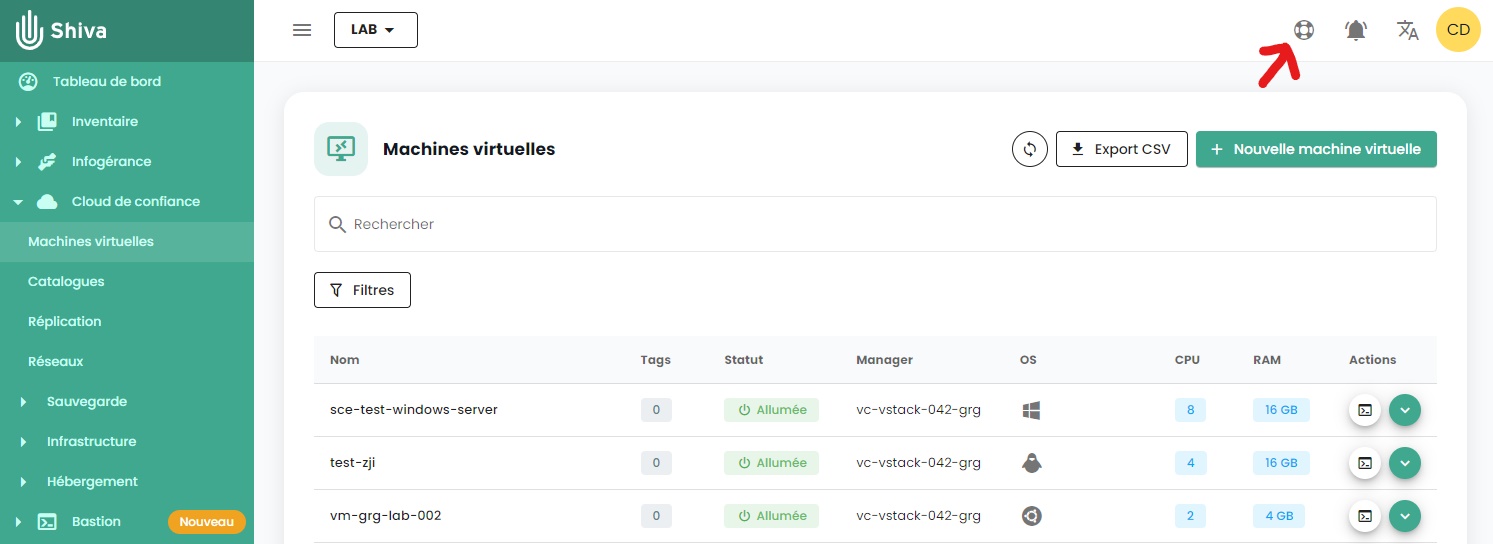 Shiva
LAB
CD
Tableau de bord
Inventaire
Infogérance
Cloud de confiance
Machines virtuelles
Catalogues
Réplication
Réseaux
Sauvegarde
Infrastructure
Hébergement
Bastion Nouveau
Machines virtuelles
Export CSV
+ Nouvelle machine virtuelle
Rechercher
Filtres
Nom Tags Statut Manager OS CPU RAM Actions
sce-test-windows-server 0 Allumée vc-vstack-042-grg 8 16 GB
test-zji 0 Allumée vc-vstack-042-grg 4 16 GB
vm-grg-lab-002 0 Allumée vc-vstack-042-grg 2 4 GB